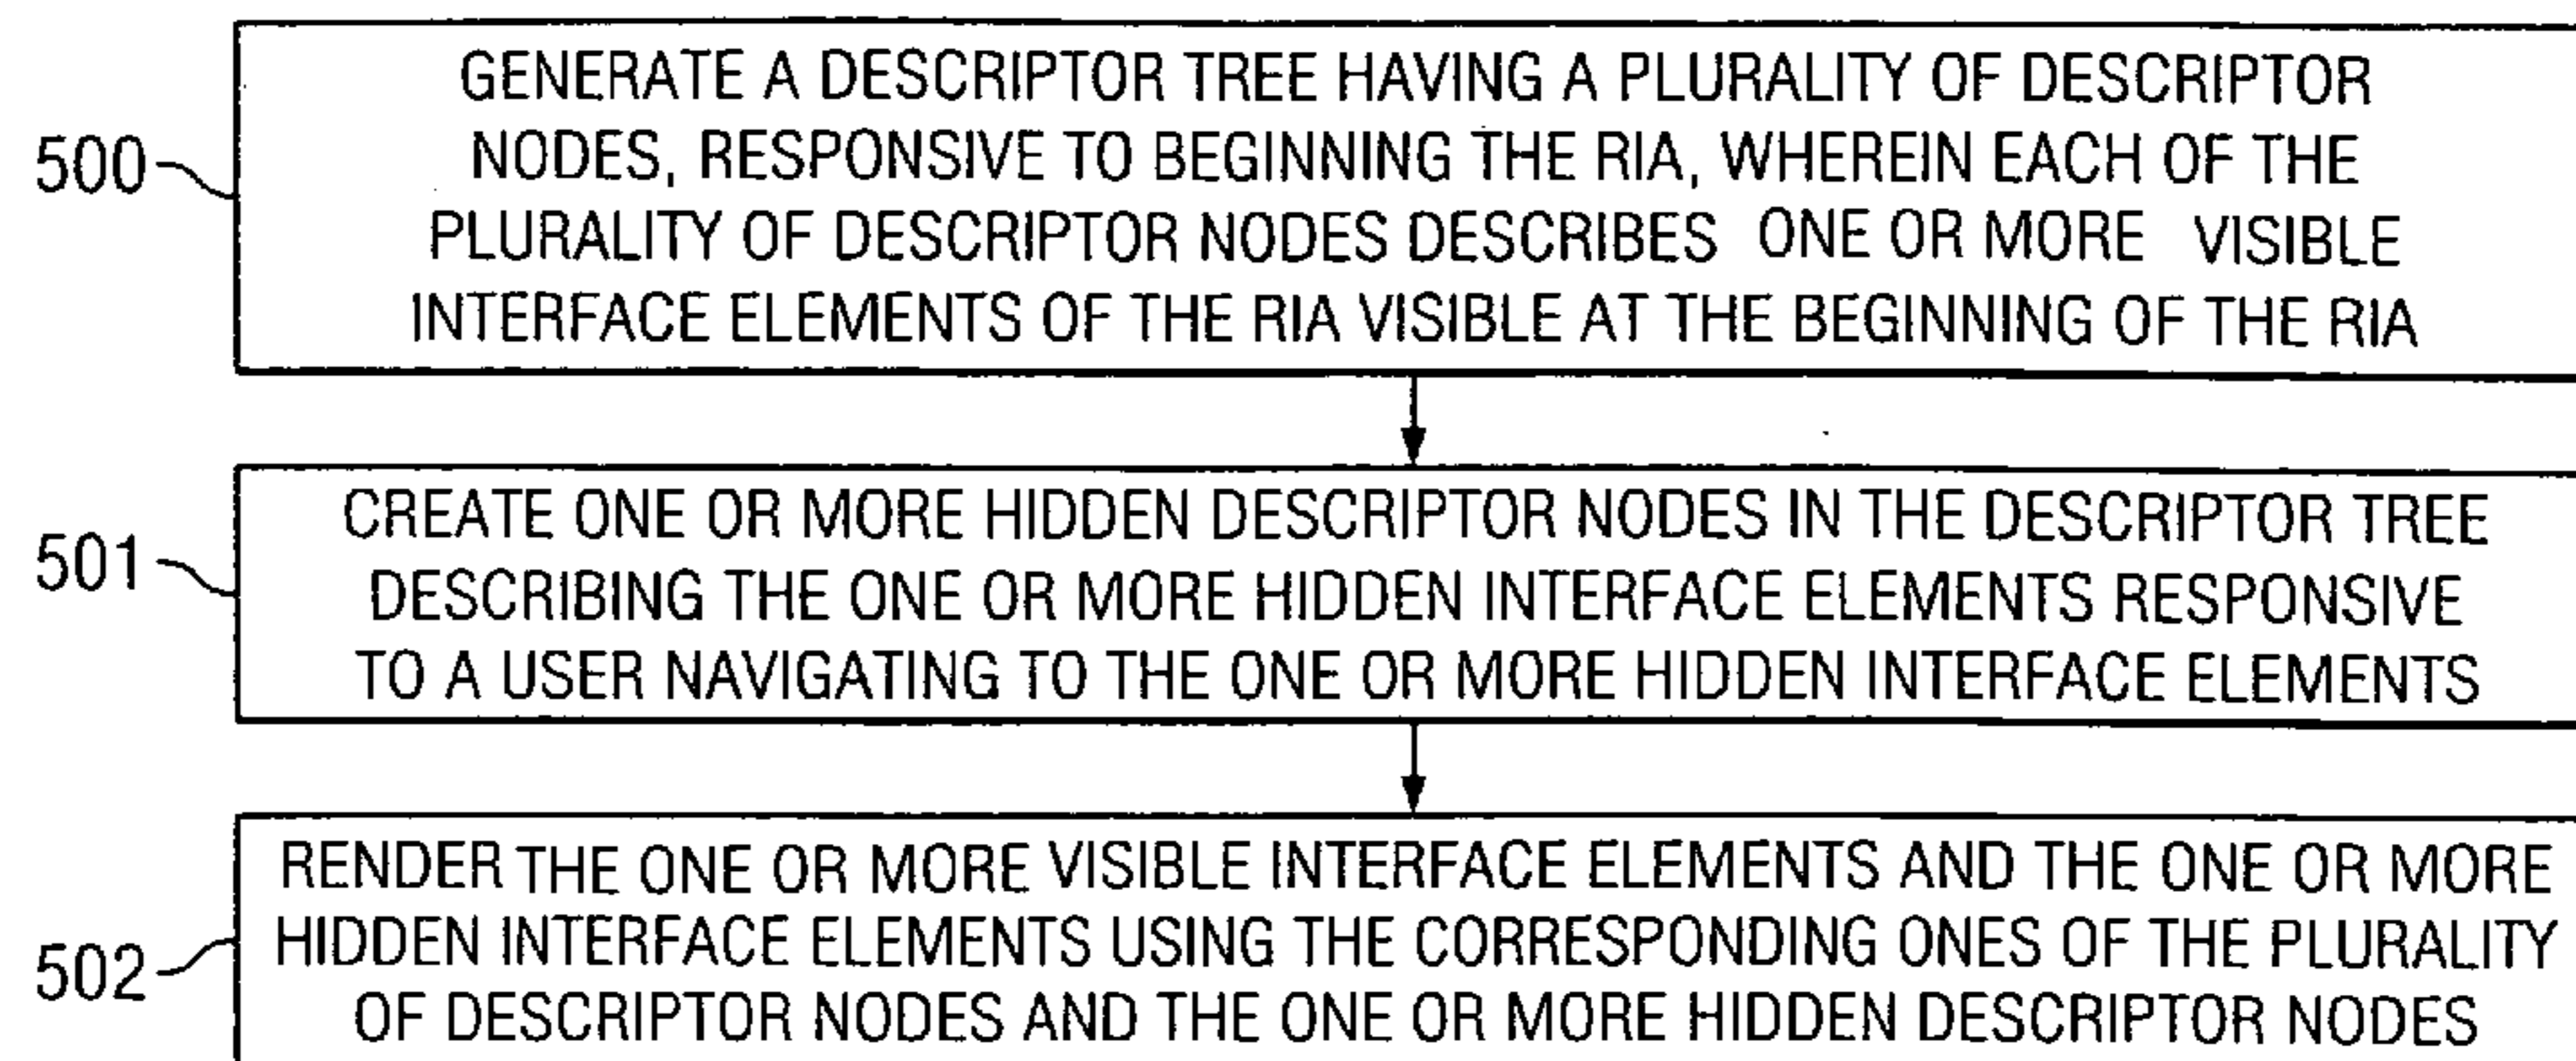 500
GENERATE A DESCRIPTOR TREE HAVING A PLURALITY OF DESCRIPTOR
NODES, RESPONSIVE TO BEGINNING THE RIA, WHEREIN EACH OF THE
PLURALITY OF DESCRIPTOR NODES DESCRIBES ONE OR MORE VISIBLE
INTERFACE ELEMENTS OF THE RIA VISIBLE AT THE BEGINNING OF THE RIA
501
CREATE ONE OR MORE HIDDEN DESCRIPTOR NODES IN THE DESCRIPTOR TREE
DESCRIBING THE ONE OR MORE HIDDEN INTERFACE ELEMENTS RESPONSIVE
TO A USER NAVIGATING TO THE ONE OR MORE HIDDEN INTERFACE ELEMENTS
502
RENDER THE ONE OR MORE VISIBLE INTERFACE ELEMENTS AND THE ONE OR MORE
HIDDEN INTERFACE ELEMENTS USING THE CORRESPONDING ONES OF THE PLURALITY
OF DESCRIPTOR NODES AND THE ONE OR MORE HIDDEN DESCRIPTOR NODES